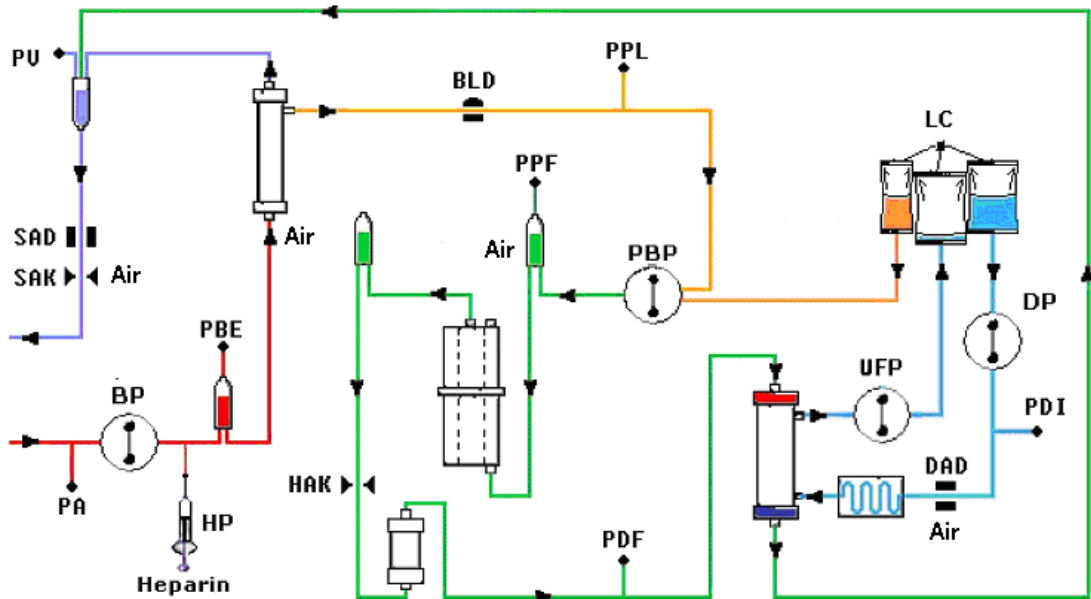 PV
BLD
PPL
LC
PPF
SAD
Air
Air
PBP
SAK
Air
DP
PBE
BP
UFP
PDI
HAK
DAD
PA
HP
PDF
Air
Heparin